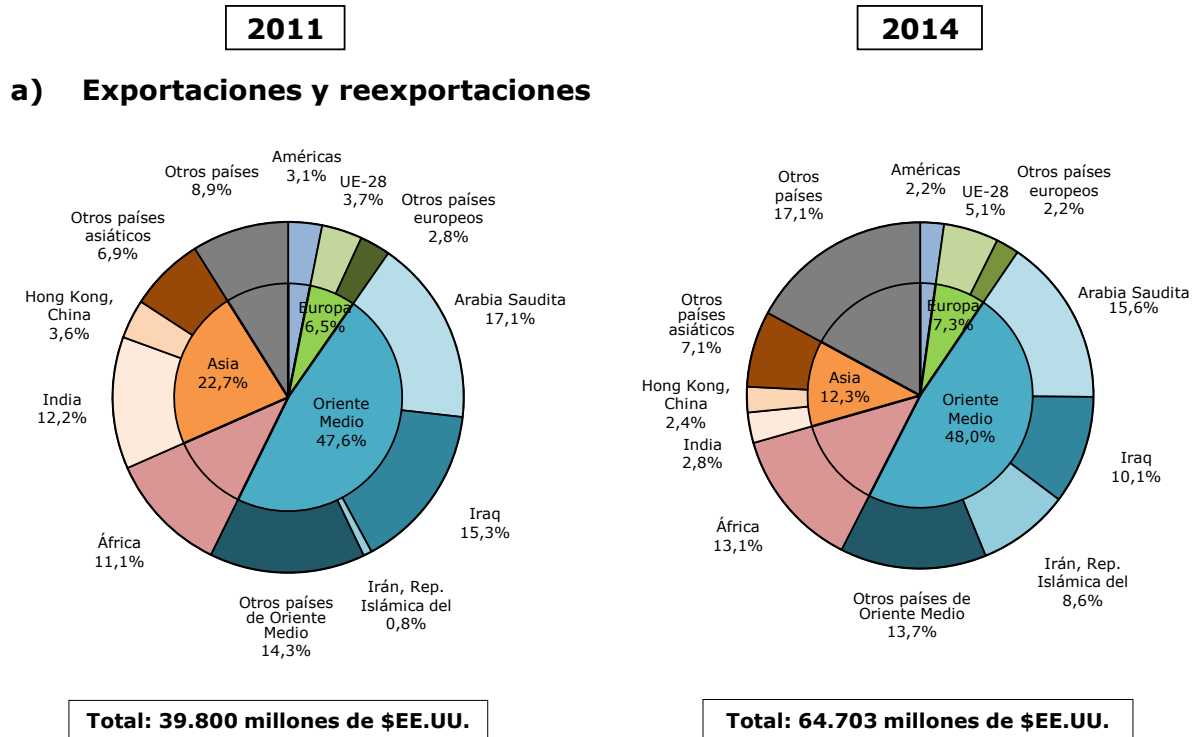 2011
2014
a) Exportaciones y reexportaciones
Américas
3,1%
UE-28
3,7%
Otros países
europeos
2,8%
Arabia Saudita
17,1%
Iraq
15,3%
Irán, Rep.
Islámica del
0,8%
Otros países
de Oriente
Medio
14,3%
África
11,1%
India
12,2%
Hong Kong,
China
3,6%
Otros países
asiáticos
6,9%
Otros países
8,9%
Europa
6,5%
Oriente
Medio
47,6%
Asia
22,7%
Total: 39.800 millones de $EE.UU.
Américas
2,2%
UE-28
5,1%
Otros países
europeos
2,2%
Arabia Saudita
15,6%
Iraq
10,1%
Irán, Rep.
Islámica del
8,6%
Otros países de
Oriente Medio
13,7%
África
13,1%
India
2,8%
Hong Kong,
China
2,4%
Otros
países
asiáticos
7,1%
Otros
países
17,1%
Europa
7,3%
Oriente
Medio
48,0%
Asia
12,3%
Total: 64.703 millones de $EE.UU.